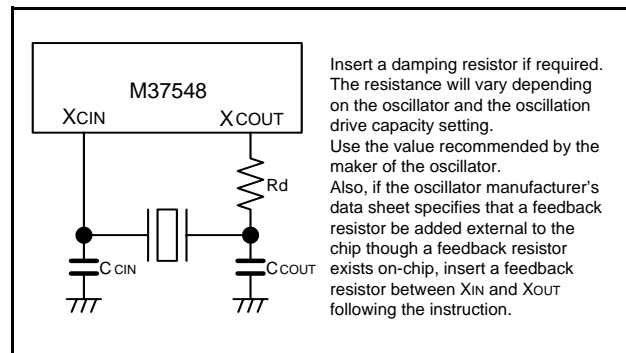 M37548
XCIN
XCOUT
Rd
CCIN
CCOUT
Insert a damping resistor if required.
The resistance will vary depending
on the oscillator and the oscillation
drive capacity setting.
Use the value recommended by the
maker of the oscillator.
Also, if the oscillator manufacturer's
data sheet specifies that a feedback
resistor be added external to the
chip though a feedback resistor
exists on-chip, insert a feedback
resistor between XIN and XOUT
following the instruction.